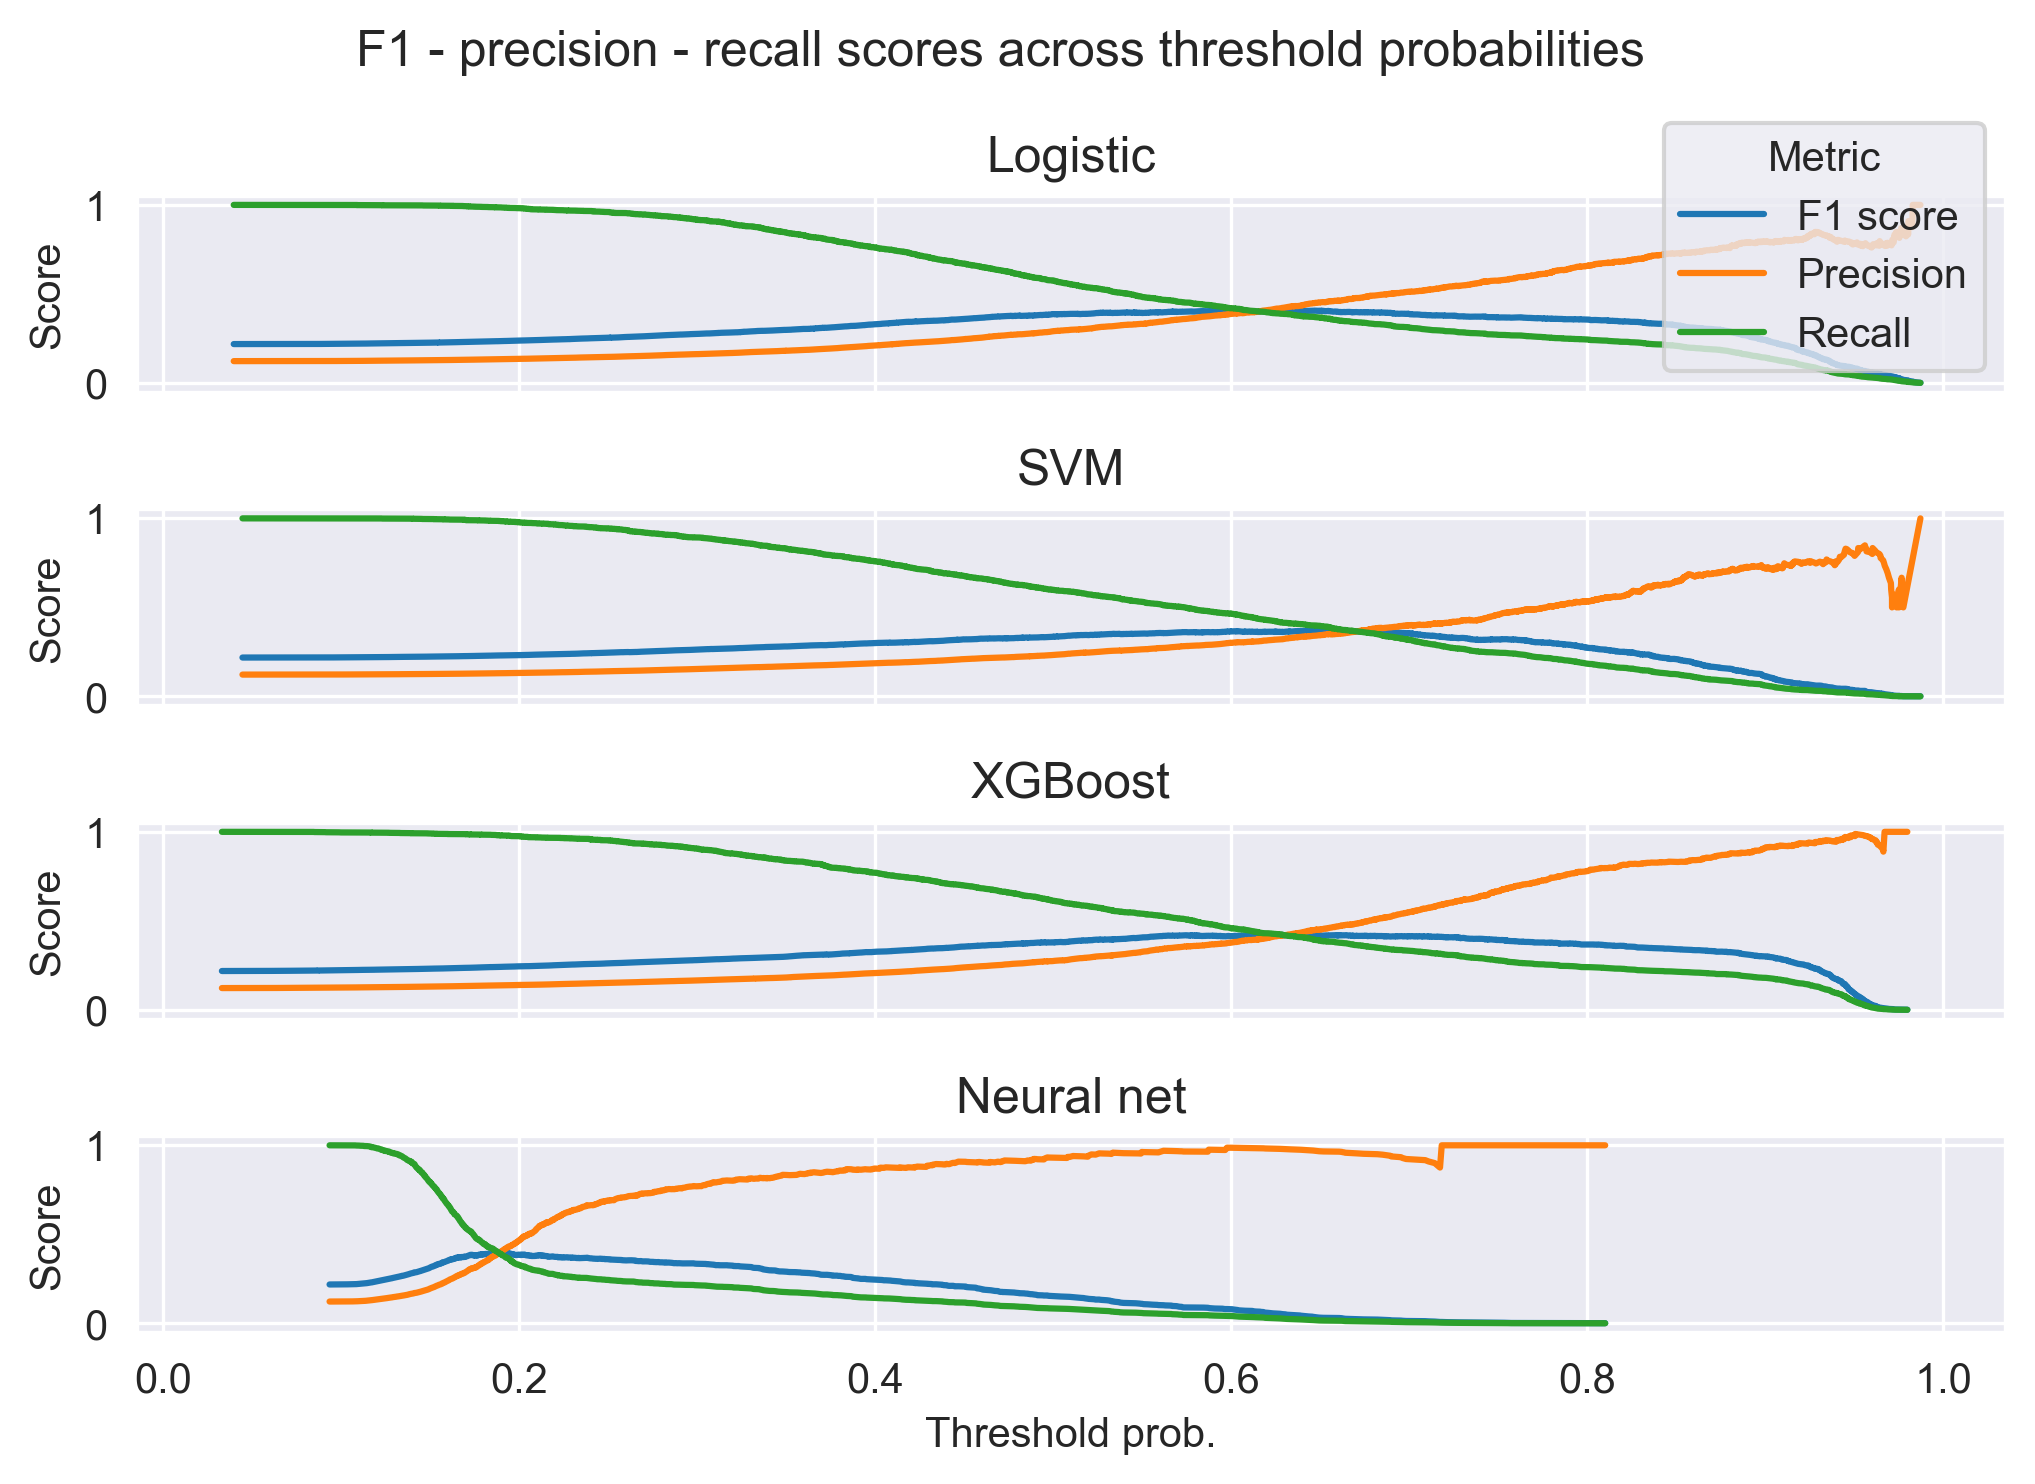 F1 - precision - recall scores across threshold probabilities
Logistic
Metric
F1 score
Precision
Recall
1
0
Score
SVM
1
0
Score
XGBoost
1
0
Score
Neural net
1
0
Score
0.0 0.2 0.4 0.6 0.8 1.0
Threshold prob.